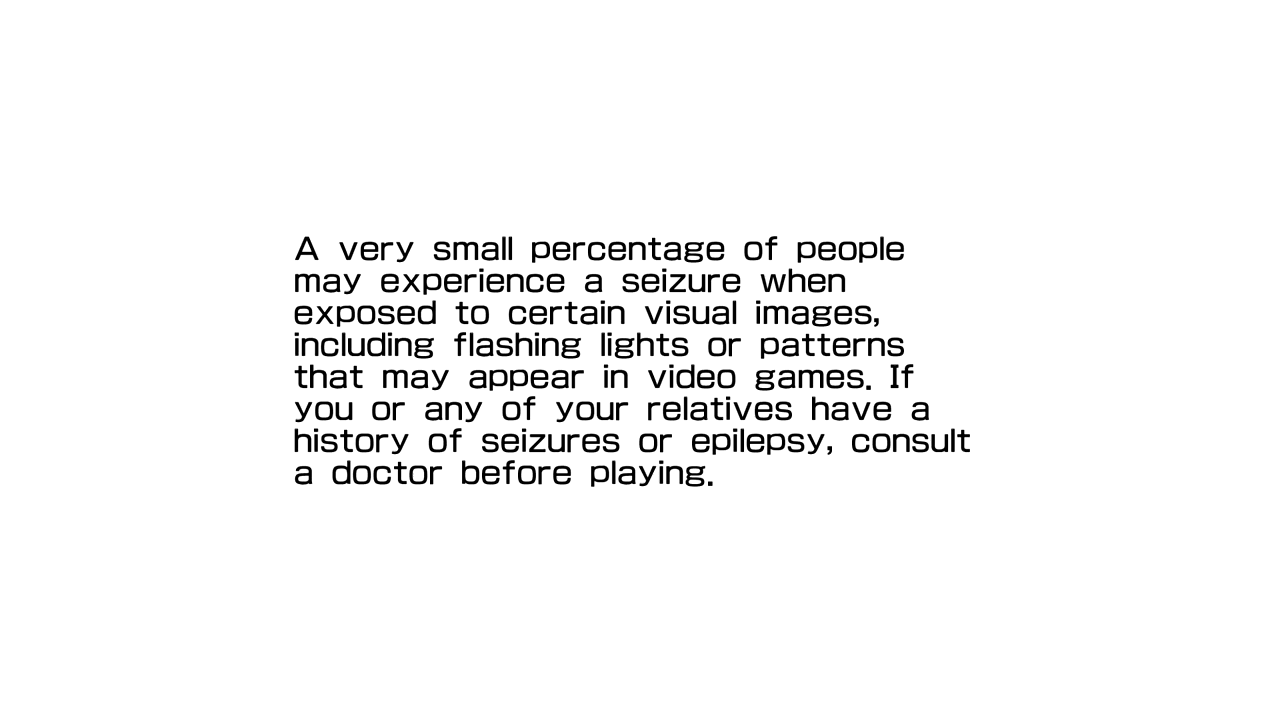 A very small percentage of people
may experience a seizure when
exposed to certain visual images,
including flashing lights or patterns
that may appear in video games. If
you or any of your relatives have a
history of seizures or epilepsy, consult
a doctor before playing.